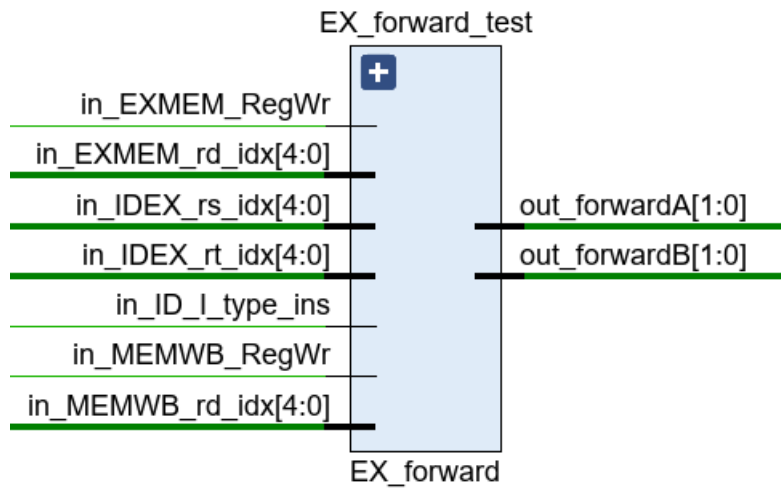 EX_forward_test
in_EXMEM_RegWr
in_EXMEM_rd_idx[4:0]
in_IDEX_rs_idx[4:0]
in_IDEX_rt_idx[4:0]
in_ID_I_type_ins
in_MEMWB_RegWr
in_MEMWB_rd_idx[4:0]
out_forwardA[1:0]
out_forwardB[1:0]
EX_forward